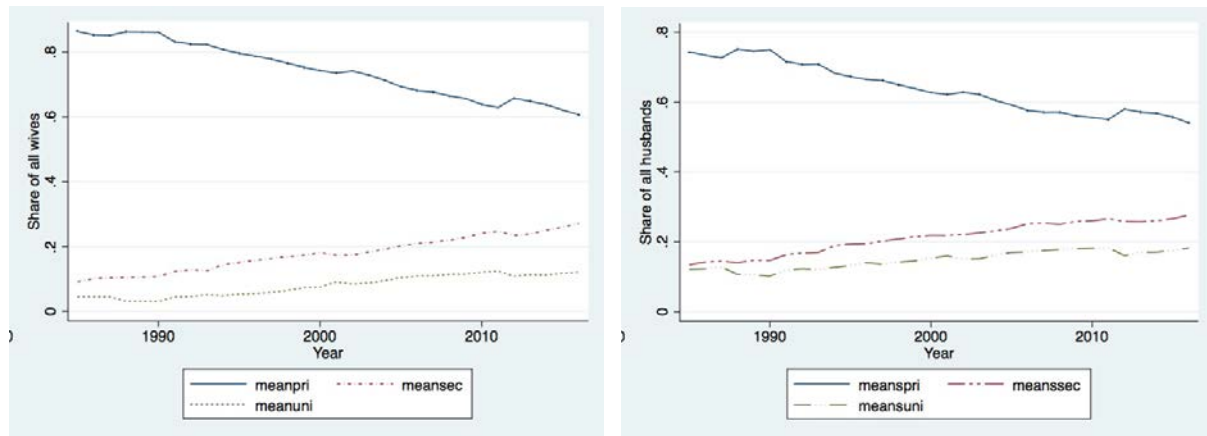 Share of all wives
.8
.6
.4
.2
0
1990 2000 2010
Year
meanpri meansec
meanuni
Share of all husbands
.8
.6
.4
.2
0
1990 2000 2010
Year
meanspri meanssec
meansuni